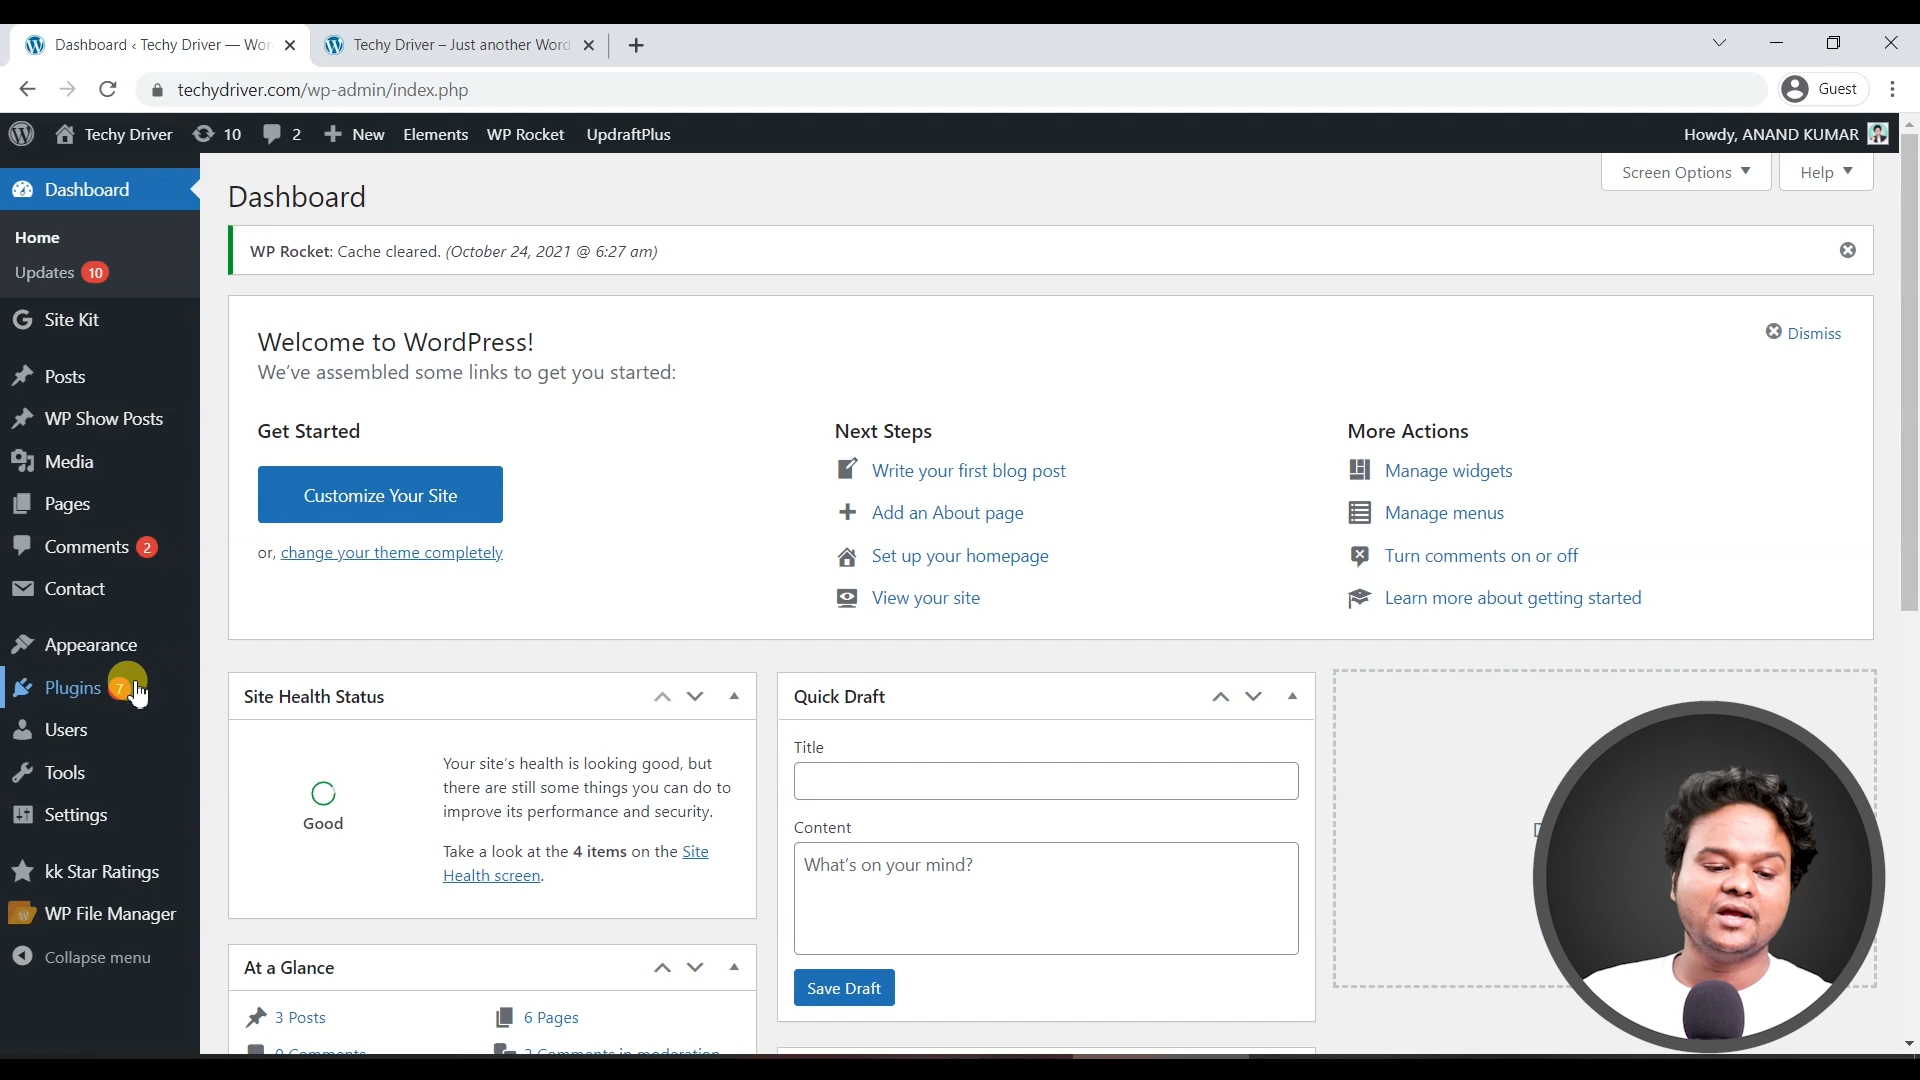 Dashboard ‹ Techy Driver — Wor
Techy Driver – Just another Word
techydriver.com/wp-admin/index.php
Guest
Techy Driver
10
2
New
Elements
WP Rocket
UpdraftPlus
Howdy, ANAND KUMAR
Dashboard
Home
Updates 10
Site Kit
Posts
WP Show Posts
Media
Pages
Comments 2
Contact
Appearance
Plugins 7
Users
Tools
Settings
kk Star Ratings
WP File Manager
Collapse menu
Screen Options
Help
Dashboard
WP Rocket: Cache cleared. (October 24, 2021 @ 6:27 am)
Welcome to WordPress!
We've assembled some links to get you started:
Dismiss
Get Started
Customize Your Site
or, change your theme completely
Next Steps
Write your first blog post
Add an About page
Set up your homepage
View your site
More Actions
Manage widgets
Manage menus
Turn comments on or off
Learn more about getting started
Site Health Status
Good
Your site's health is looking good, but
there are still some things you can do to
improve its performance and security.
Take a look at the 4 items on the Site
Health screen.
At a Glance
3 Posts
6 Pages
Quick Draft
Title
Content
What's on your mind?
Save Draft